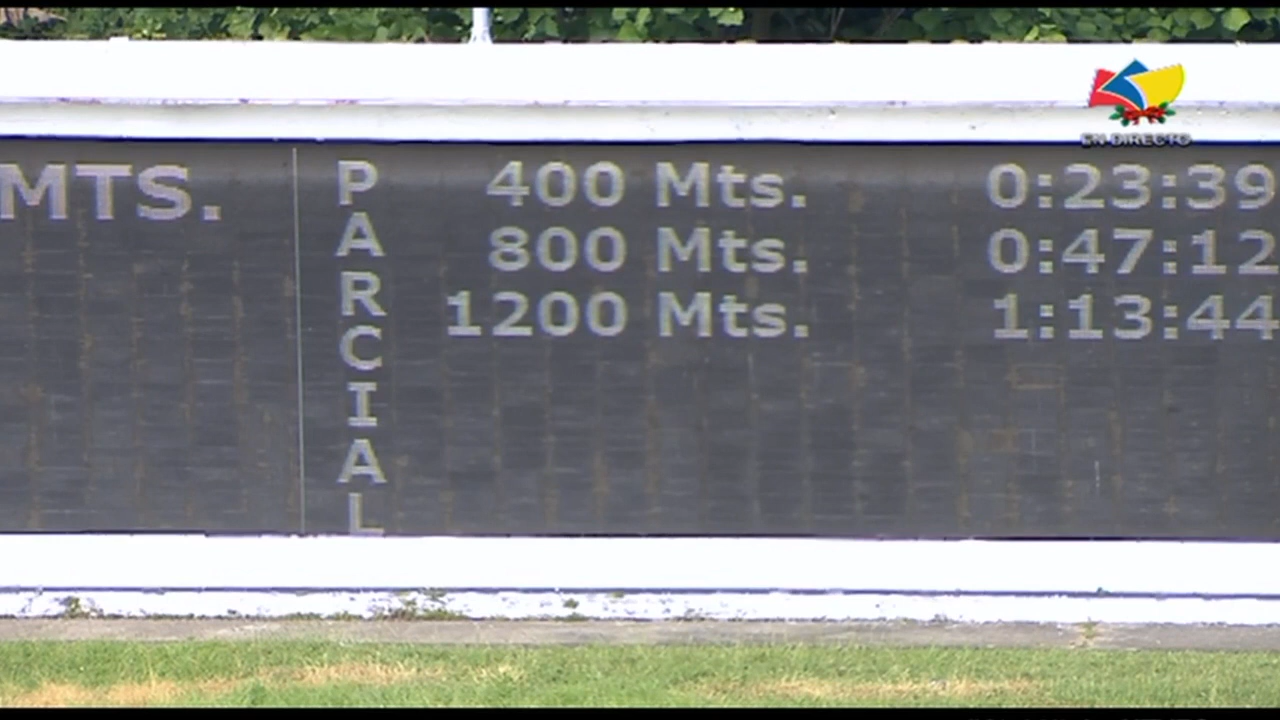 EN DIRECTO
MTS.
PARCIAL
400 Mts. 0:23:39
800 Mts. 0:47:12
1200 Mts. 1:13:44